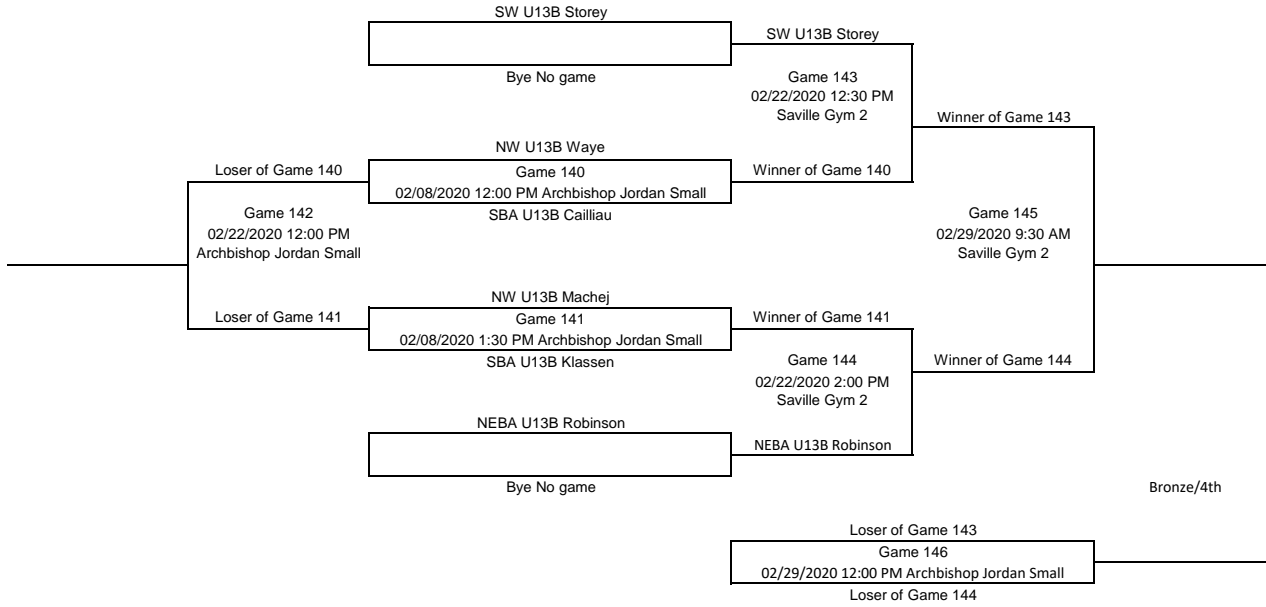 SW U13B Storey
SW U13B Storey
Bye No game
Game 143
02/22/2020 12:30 PM
Saville Gym 2
Winner of Game 143
NW U13B Waye
Loser of Game 140
Game 140
Winner of Game 140
02/08/2020 12:00 PM Archbishop Jordan Small
SBA U13B Cailliau
Game 142
02/22/2020 12:00 PM
Archbishop Jordan Small
Game 145
02/29/2020 9:30 AM
Saville Gym 2
NW U13B Machej
Loser of Game 141
Game 141
Winner of Game 141
02/08/2020 1:30 PM Archbishop Jordan Small
SBA U13B Klassen
Game 144
02/22/2020 2:00 PM
Saville Gym 2
Winner of Game 144
NEBA U13B Robinson
NEBA U13B Robinson
Bye No game
Bronze/4th
Loser of Game 143
Game 146
02/29/2020 12:00 PM Archbishop Jordan Small
Loser of Game 144